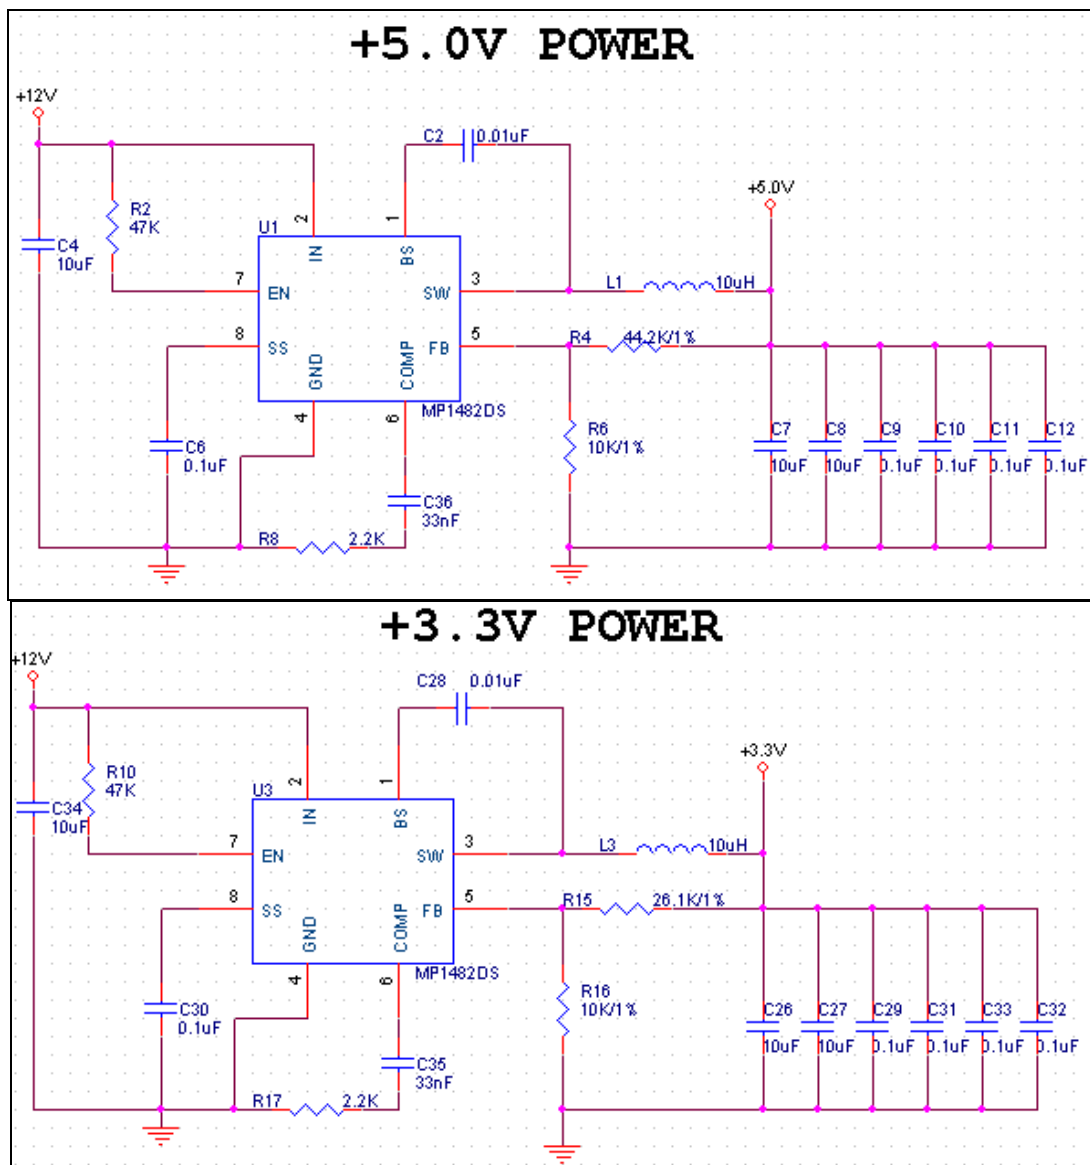 +5.0V POWER
+12V
C2 0.01uF
R2
47K
C4
10uF
U1
2
1
IN
BS
+5.0V
7
EN
SW
3
L1 10uH
8
SS
FB
5
R4 44.2K/1%
GND
COMP
4
6
MP1482DS
C6
0.1uF
R6
10K/1%
C36
33nF
R8 2.2K
C7 C8 C9 C10 C11 C12
10uF 10uF 0.1uF 0.1uF 0.1uF 0.1uF
+3.3V POWER
+12V
C28 0.01uF
R10
47K
C34
10uF
U3
2
1
IN
BS
+3.3V
7
EN
SW
3
L3 10uH
8
SS
FB
5
R15 26.1K/1%
GND
COMP
4
6
MP1482DS
C30
0.1uF
R16
10K/1%
C35
33nF
R17 2.2K
C26 C27 C29 C31 C33 C32
10uF 10uF 0.1uF 0.1uF 0.1uF 0.1uF